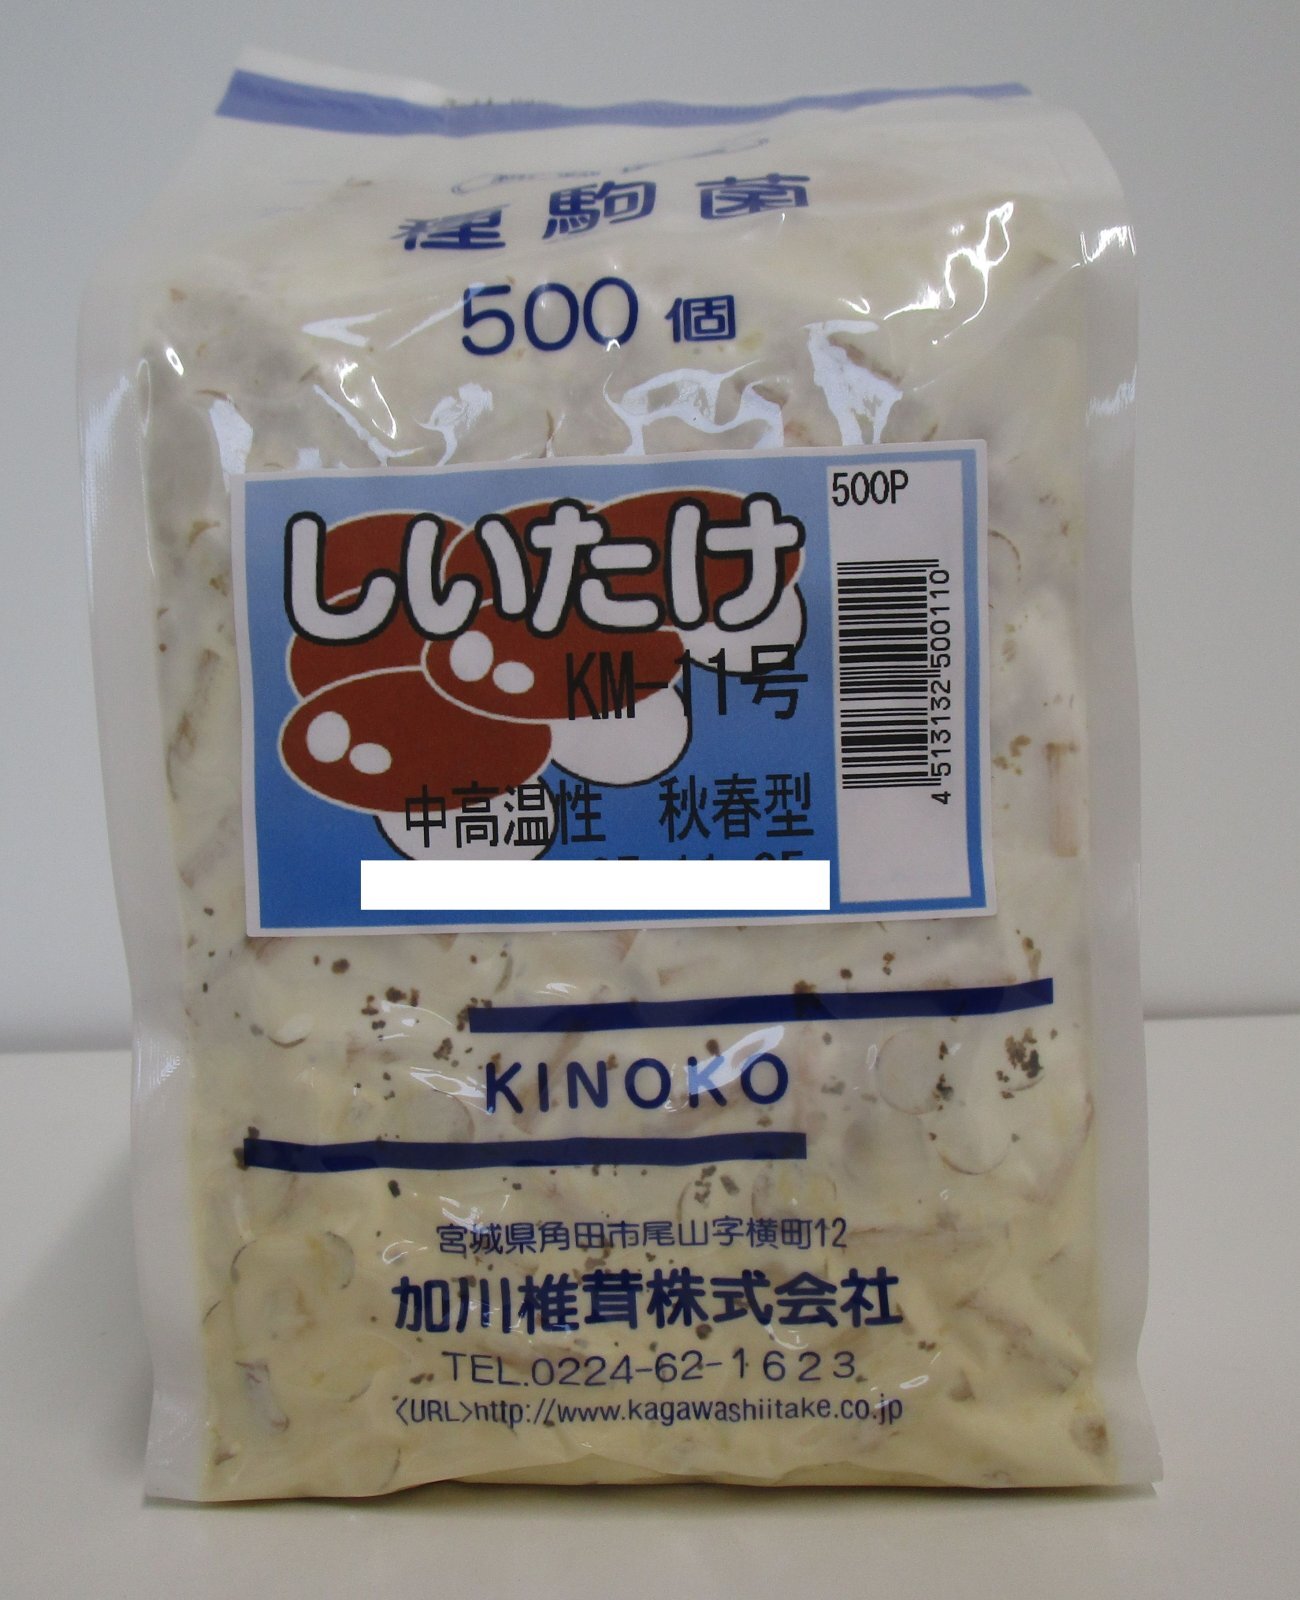 種駒菌
500個
500P
しいたけ
KM-11号
中高温性 秋春型
4513132500110
KINOKO
宮城県角田市尾山字横町12
加川椎茸株式会社
TEL.0224-62-1623
〈URL〉http://www.kagawashiitake.co.jp